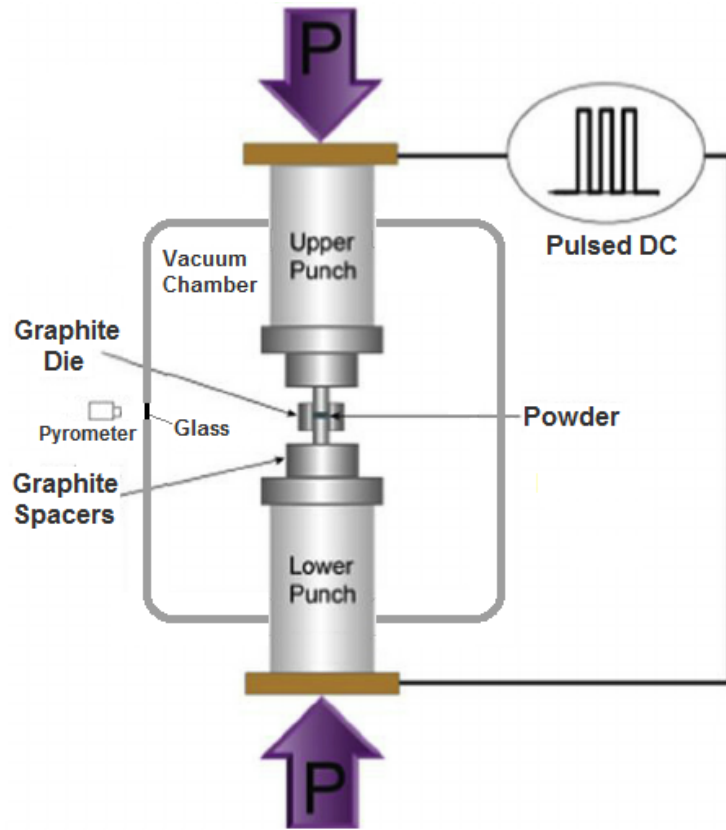 P
Pulsed DC
Upper
Punch
Vacuum
Chamber
Graphite
Die
Powder
Pyrometer
Glass
Graphite
Spacers
Lower
Punch
P